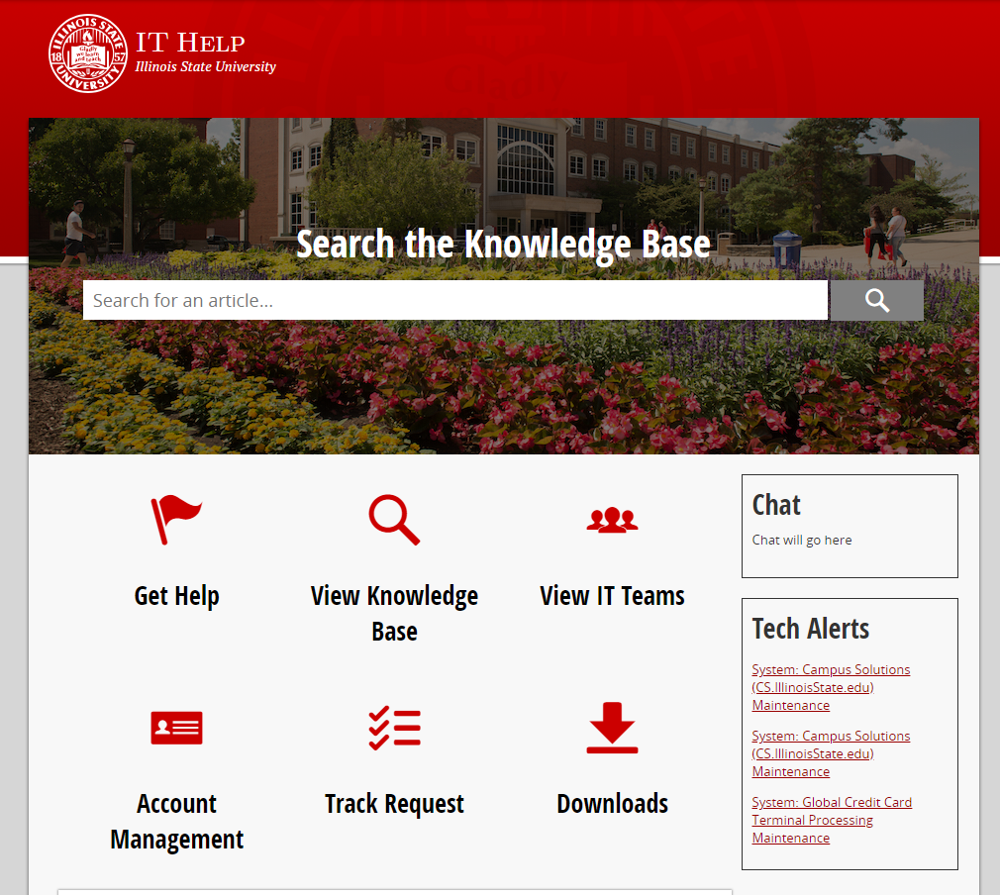 ILLINOIS STATE UNIVERSITY
18 57
Gladly
we learn
and teach
IT HELP
Illinois State University
Search the Knowledge Base
Search for an article...
Get Help
View Knowledge
Base
View IT Teams
Account
Management
Track Request
Downloads
Chat
Chat will go here
Tech Alerts
System: Campus Solutions
(CS.IllinoisState.edu)
Maintenance
System: Campus Solutions
(CS.IllinoisState.edu)
Maintenance
System: Global Credit Card
Terminal Processing
Maintenance